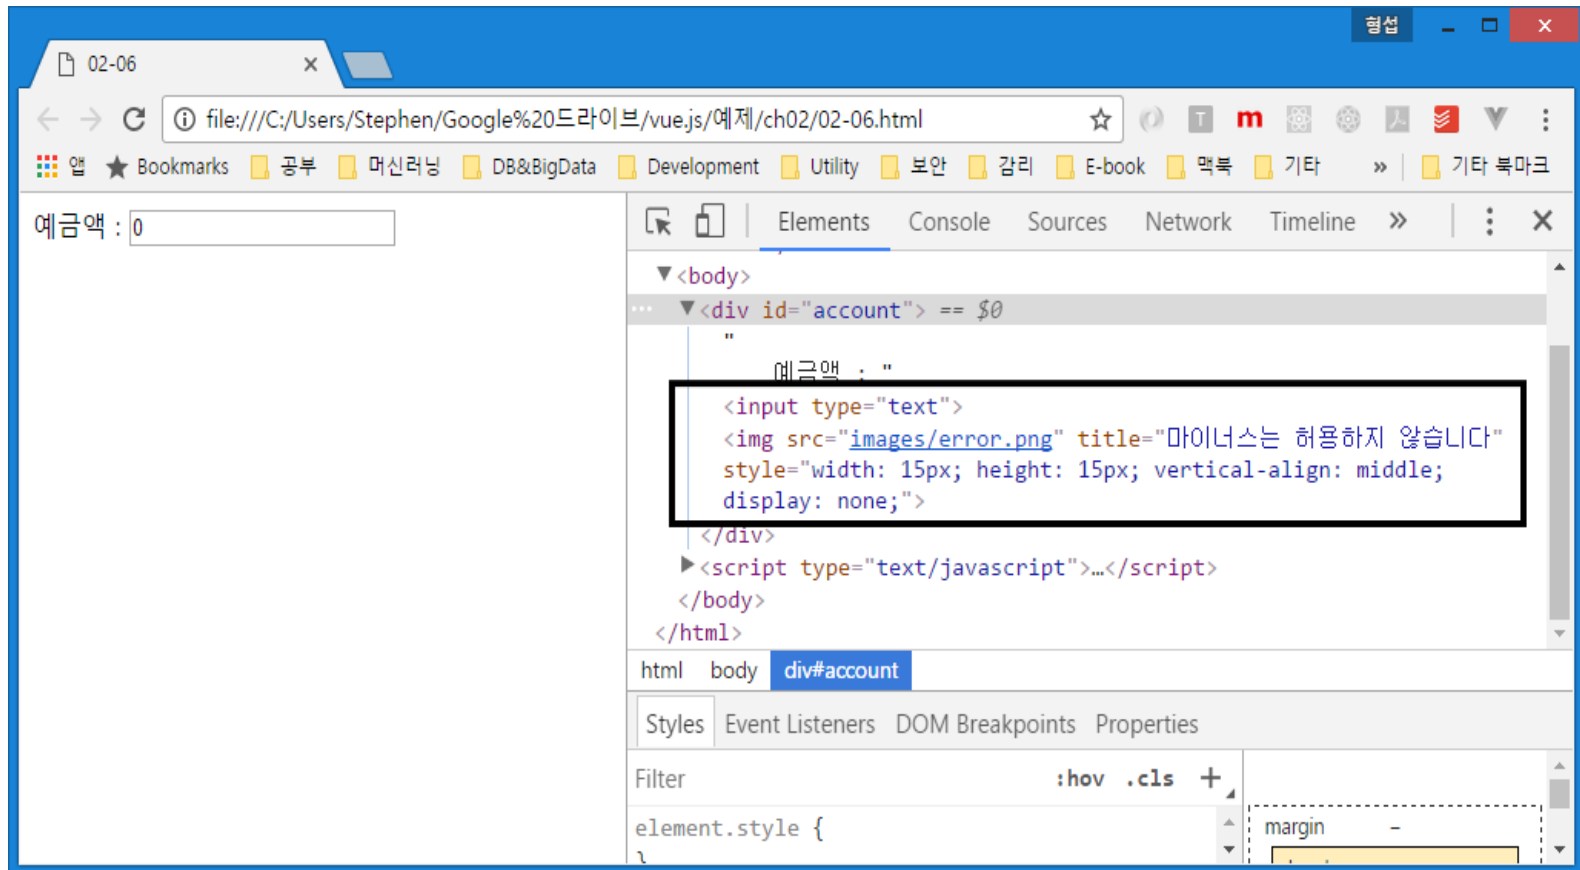 형섭
02-06
file:///C:/Users/Stephen/Google%20드라이브/vue.js/예제/ch02/02-06.html
T m
앱 Bookmarks 공부 머신러닝 DB&BigData Development Utility 보안 감리 E-book 맥북 기타 » 기타 북마크
예금액 : 0
Elements Console Sources Network Timeline »
▼<body>
… ▼<div id="account"> == $0
"
예금액 : "
<input type="text">
<img src="images/error.png" title="마이너스는 허용하지 않습니다"
style="width: 15px; height: 15px; vertical-align: middle;
display: none;">
</div>
▶<script type="text/javascript">…</script>
</body>
</html>
html body div#account
Styles Event Listeners DOM Breakpoints Properties
Filter :hov .cls +
element.style {
}
margin –